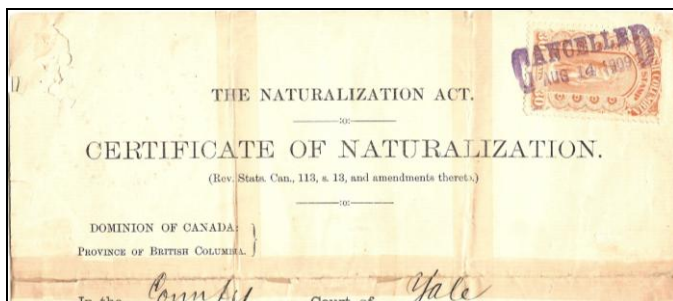 CANCELLED
AUG 14 1909
THE NATURALIZATION ACT.
CERTIFICATE OF NATURALIZATION.
(Rev. Stats. Can., 113, s. 13, and amendments thereto.)
DOMINION OF CANADA:
PROVINCE OF BRITISH COLUMBIA.
In the County Court of Yale